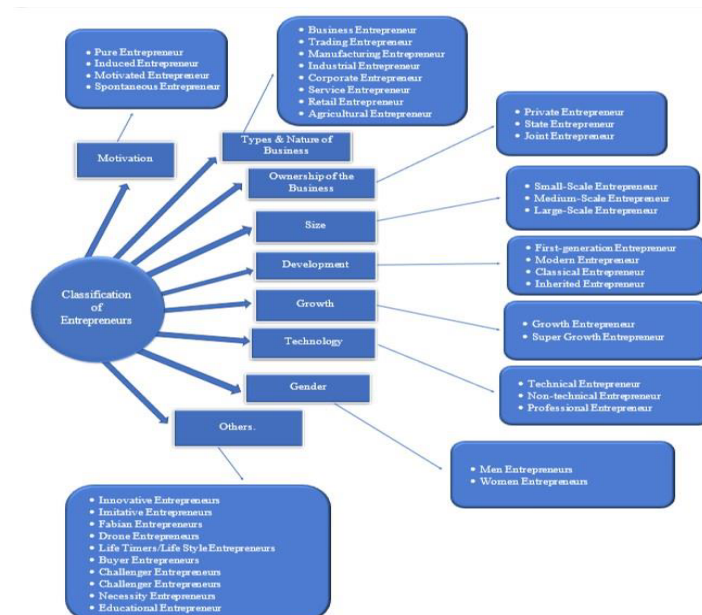 Classification
of
Entrepreneurs
Motivation
• Pure Entrepreneur
• Induced Entrepreneur
• Motivated Entrepreneur
• Spontaneous Entrepreneur
Types & Nature of
Business
• Business Entrepreneur
• Trading Entrepreneur
• Manufacturing Entrepreneur
• Industrial Entrepreneur
• Corporate Entrepreneur
• Service Entrepreneur
• Retail Entrepreneur
• Agricultural Entrepreneur
Ownership of the
Business
• Private Entrepreneur
• State Entrepreneur
• Joint Entrepreneur
Size
• Small-Scale Entrepreneur
• Medium-Scale Entrepreneur
• Large-Scale Entrepreneur
Development
• First-generation Entrepreneur
• Modern Entrepreneur
• Classical Entrepreneur
• Inherited Entrepreneur
Growth
• Growth Entrepreneur
• Super Growth Entrepreneur
Technology
• Technical Entrepreneur
• Non-technical Entrepreneur
• Professional Entrepreneur
Gender
• Men Entrepreneurs
• Women Entrepreneurs
Others.
• Innovative Entrepreneurs
• Imitative Entrepreneurs
• Fabian Entrepreneurs
• Drone Entrepreneurs
• Life Timers/Life Style Entrepreneurs
• Buyer Entrepreneurs
• Challenger Entrepreneurs
• Challenger Entrepreneurs
• Necessity Entrepreneurs
• Educational Entrepreneur